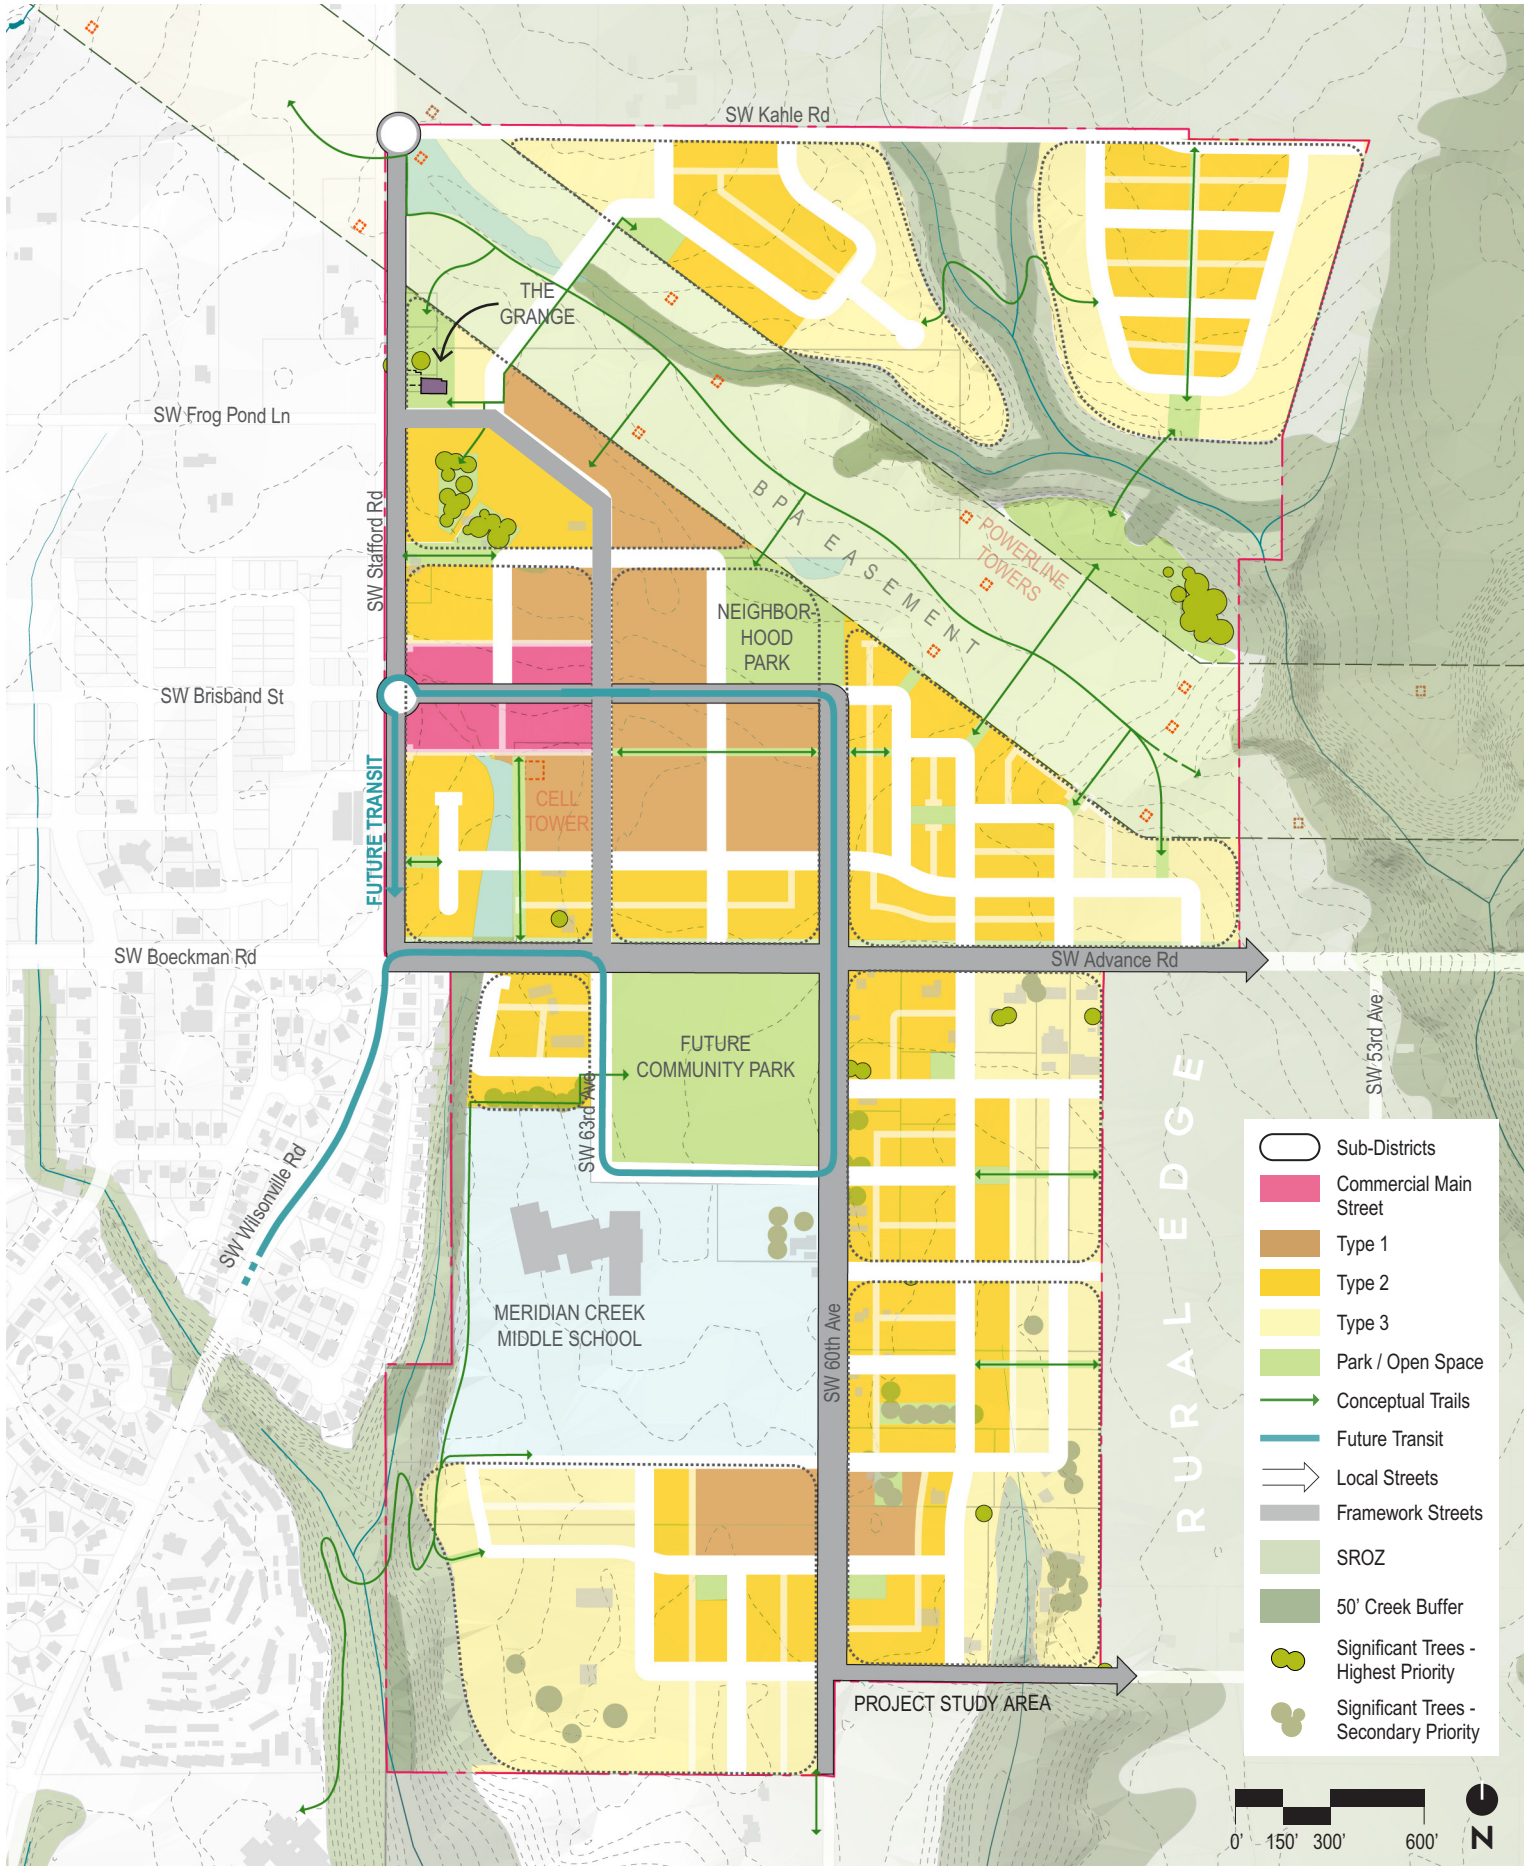 SW Kahle Rd
THE
GRANGE
SW Frog Pond Ln
SW Stafford Rd
BPA EASEMENT
POWERLINE
TOWERS
NEIGHBOR-
HOOD
PARK
SW Brisband St
FUTURE TRANSIT
CELL
TOWER
SW Boeckman Rd
SW Advance Rd
SW 53rd Ave
FUTURE
COMMUNITY PARK
SW 63rd Ave
SW Wilsonville Rd
RURAL EDGE
MERIDIAN CREEK
MIDDLE SCHOOL
SW 60th Ave
PROJECT STUDY AREA
Sub-Districts
Commercial Main
Street
Type 1
Type 2
Type 3
Park / Open Space
Conceptual Trails
Future Transit
Local Streets
Framework Streets
SROZ
50' Creek Buffer
Significant Trees -
Highest Priority
Significant Trees -
Secondary Priority
0' 150' 300' 600'
N